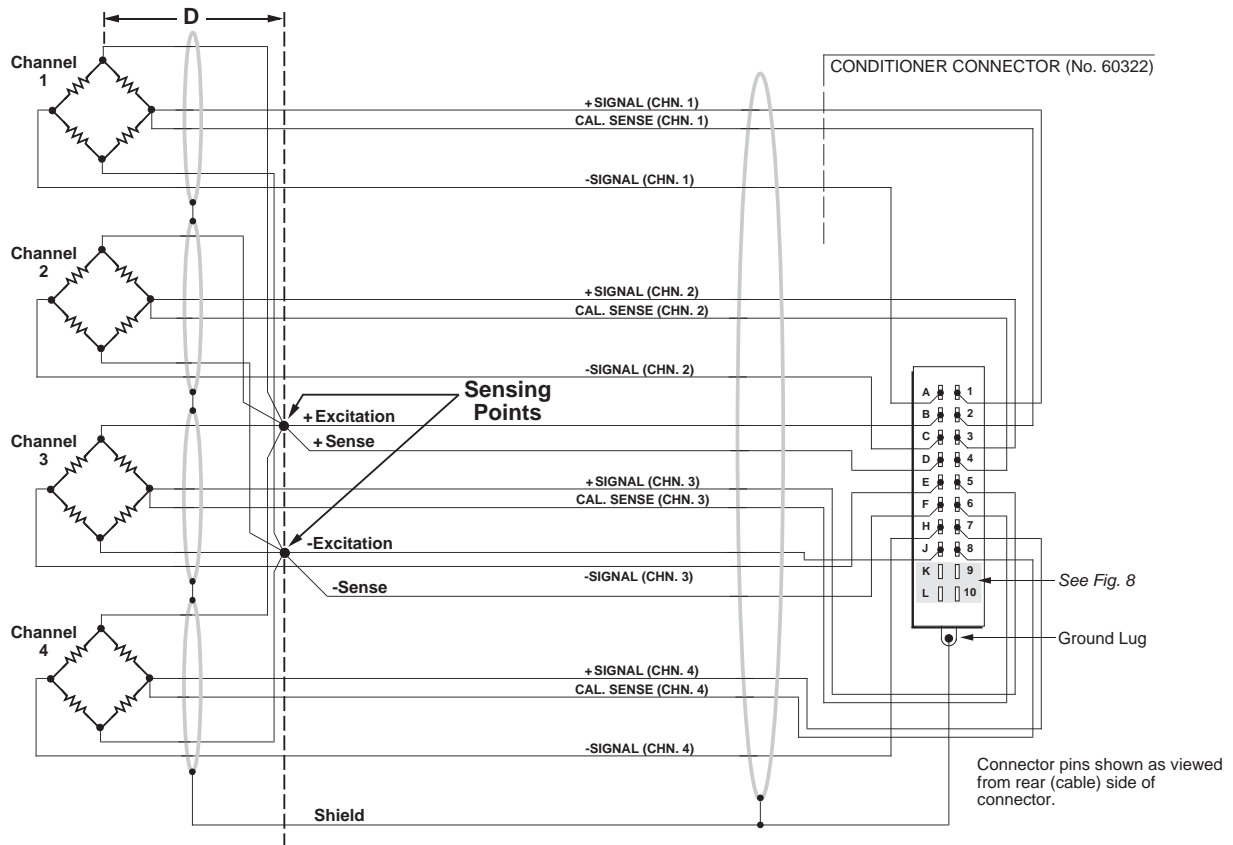 D
Channel
1
CONDITIONER CONNECTOR (No. 60322)
+SIGNAL (CHN. 1)
CAL. SENSE (CHN. 1)
-SIGNAL (CHN. 1)
Channel
2
+SIGNAL (CHN. 2)
CAL. SENSE (CHN. 2)
-SIGNAL (CHN. 2)
Sensing
Points
+Excitation
+Sense
Channel
3
+SIGNAL (CHN. 3)
CAL. SENSE (CHN. 3)
-Excitation
-SIGNAL (CHN. 3)
-Sense
A 1
B 2
C 3
D 4
E 5
F 6
H 7
J 8
K 9
L 10
See Fig. 8
Ground Lug
Channel
4
+SIGNAL (CHN. 4)
CAL. SENSE (CHN. 4)
-SIGNAL (CHN. 4)
Connector pins shown as viewed
from rear (cable) side of
connector.
Shield